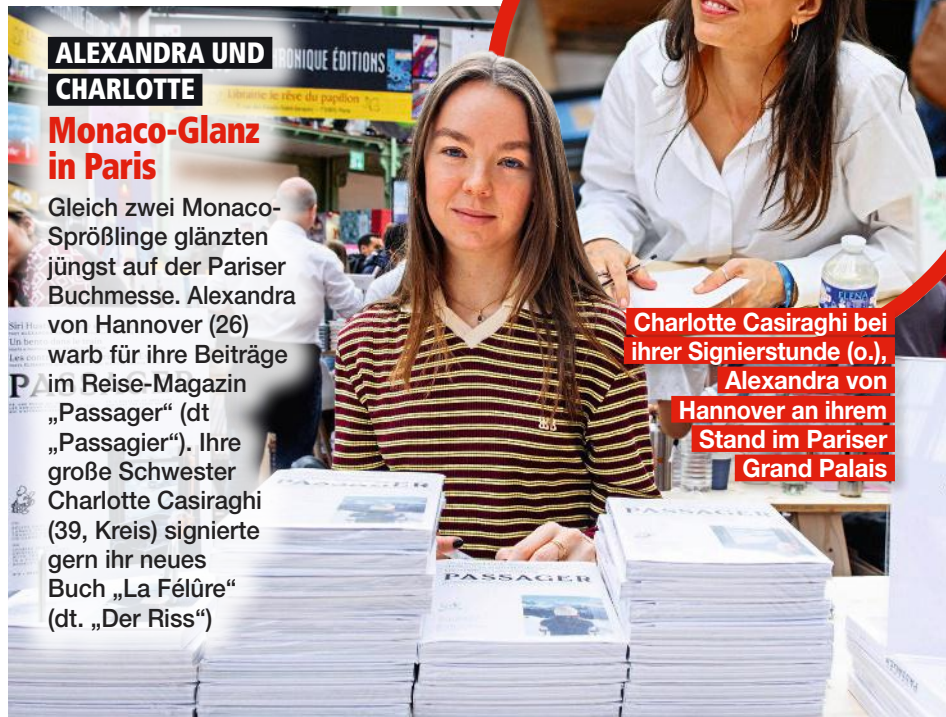 ALEXANDRA UND
CHARLOTTE
Monaco-Glanz
in Paris
Gleich zwei Monaco-
Sprößlinge glänzten
jüngst auf der Pariser
Buchmesse. Alexandra
von Hannover (26)
warb für ihre Beiträge
im Reise-Magazin
„Passager“ (dt
„Passagier“). Ihre
große Schwester
Charlotte Casiraghi
(39, Kreis) signierte
gern ihr neues
Buch „La Félûre“
(dt. „Der Riss“)
Charlotte Casiraghi bei
ihrer Signierstunde (o.),
Alexandra von
Hannover an ihrem
Stand im Pariser
Grand Palais
RONIQUE ÉDITIONS
Librairie le rêve du papillon
PASSAGER
PASSAGER
PASSAGER
PASSAGER
ELENA